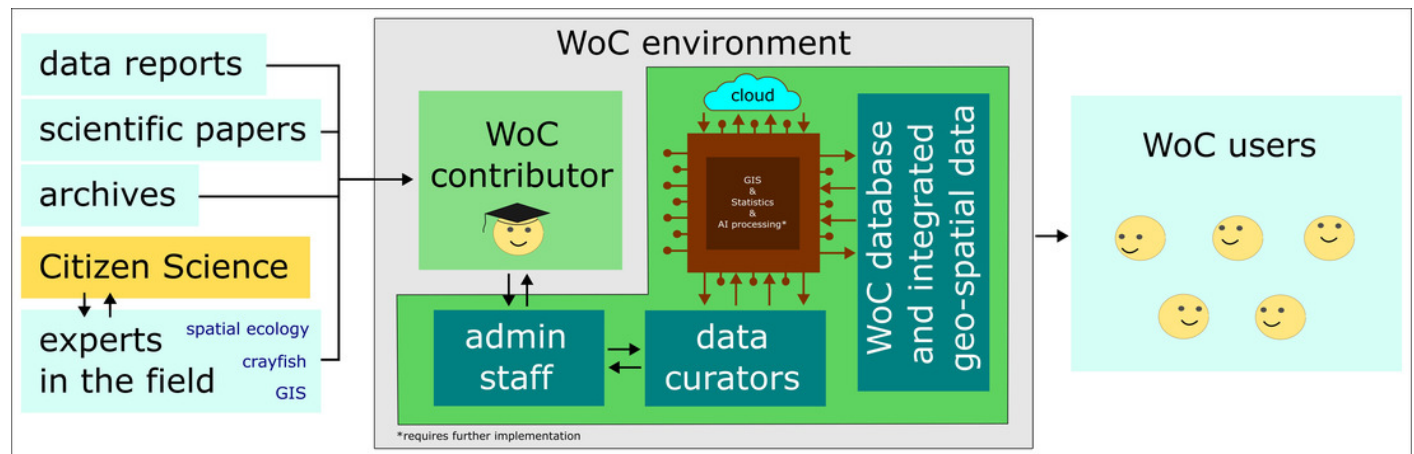 data reports
scientific papers
archives
Citizen Science
experts
in the field
spatial ecology
crayfish
GIS
WoC environment
WoC
contributor
cloud
GIS
&
Statistics
&
AI processing*
WoC database
and integrated
geo-spatial data
admin
staff
data
curators
*requires further implementation
WoC users